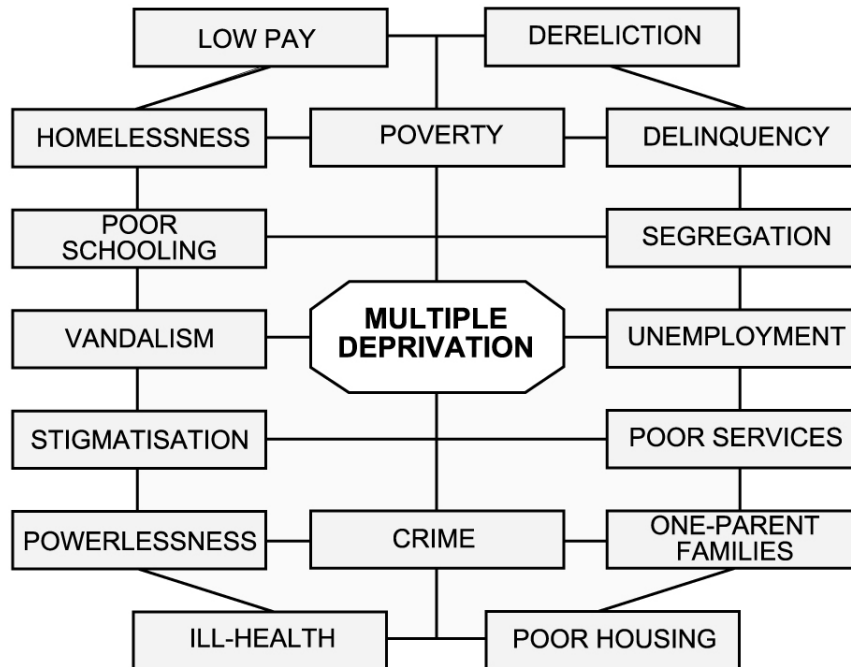 LOW PAY
DERELICTION
HOMELESSNESS
POVERTY
DELINQUENCY
POOR
SCHOOLING
SEGREGATION
VANDALISM
MULTIPLE
DEPRIVATION
UNEMPLOYMENT
STIGMATISATION
POOR SERVICES
POWERLESSNESS
CRIME
ONE-PARENT
FAMILIES
ILL-HEALTH
POOR HOUSING